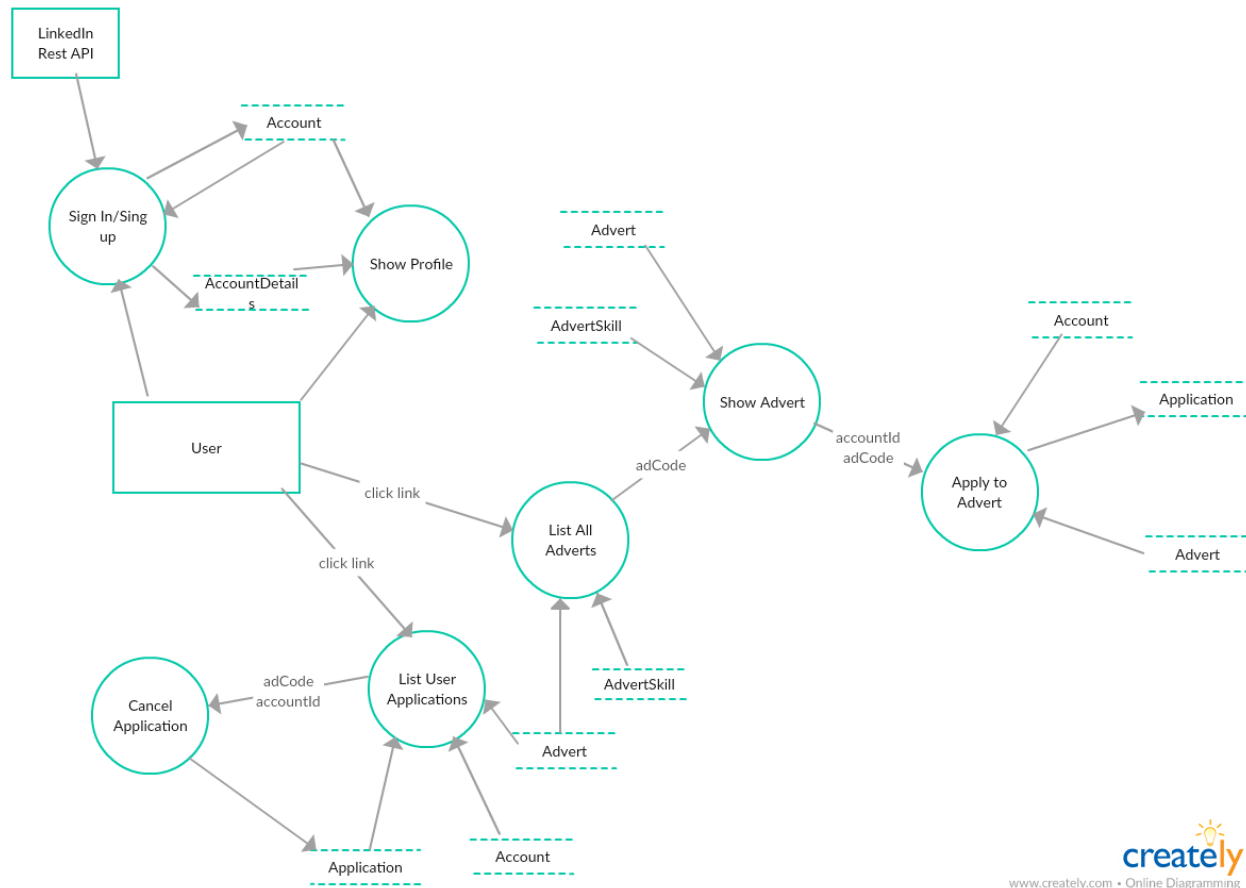 LinkedIn
Rest API
Account
Sign In/Sing
up
Show Profile
AccountDetail
s
User
Advert
AdvertSkill
Show Advert
Account
Application
accountId
adCode
Apply to
Advert
Advert
adCode
click link
List All
Adverts
click link
AdvertSkill
adCode
accountId
List User
Applications
Cancel
Application
Advert
Account
Application
creately
www.creately.com • Online Diagramming